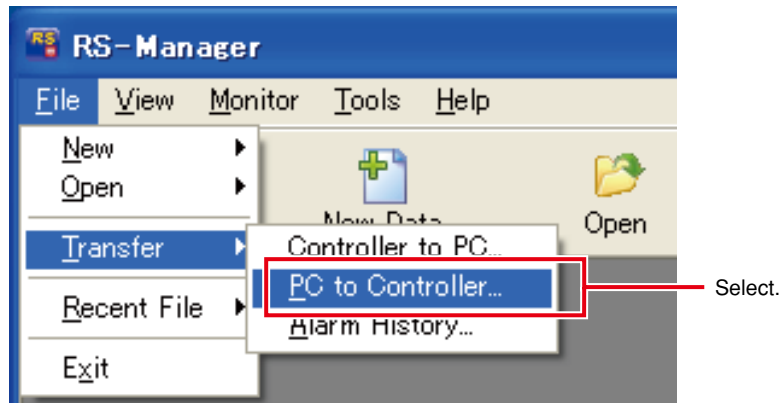 RS RS-Manager
File View Monitor Tools Help
New
Open
New Data
Open
Transfer
Controller to PC...
PC to Controller...
Select.
Alarm History...
Recent File
Exit